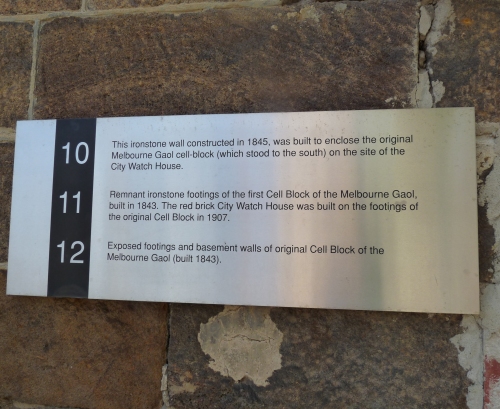 10 This ironstone wall constructed in 1845, was built to enclose the original
Melbourne Gaol cell-block (which stood to the south) on the site of the
City Watch House.
11 Remnant ironstone footings of the first Cell Block of the Melbourne Gaol,
built in 1843. The red brick City Watch House was built on the footings of
the original Cell Block in 1907.
12 Exposed footings and basement walls of original Cell Block of the
Melbourne Gaol (built 1843).